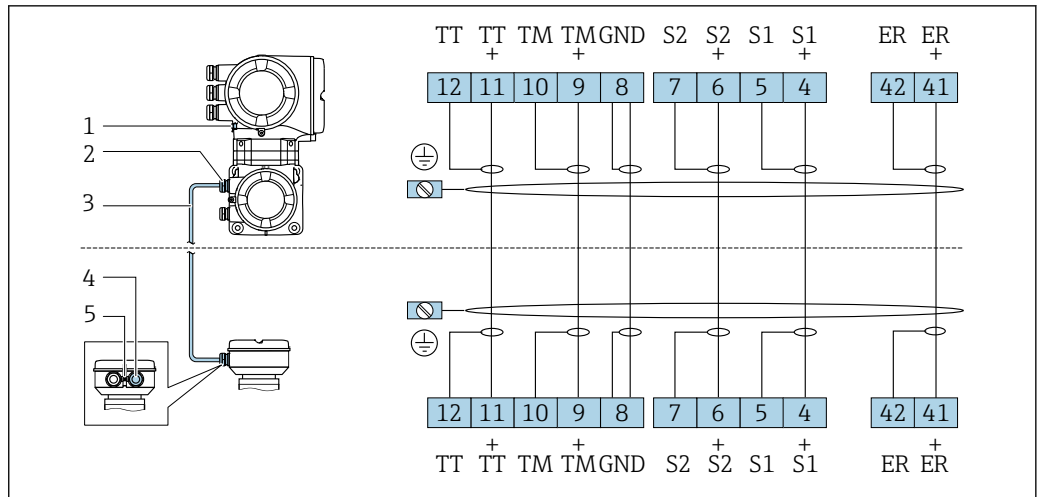 TT TT TM TM GND S2 S2 S1 S1 ER ER
+ + + + +
12 11 10 9 8 7 6 5 4 42 41
1
2
3
4
5
12 11 10 9 8 7 6 5 4 42 41
+ + + + +
TT TT TM TM GND S2 S2 S1 S1 ER ER